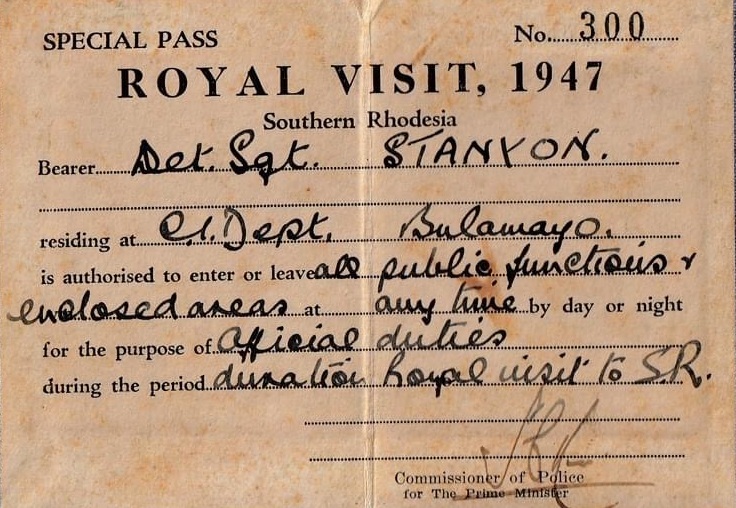 SPECIAL PASS No. 300
ROYAL VISIT, 1947
Southern Rhodesia
Bearer Det. Sgt. STANYON.
residing at C.I.Dept. Bulawayo.
is authorised to enter or leave all public functions &
enclosed areas at any time by day or night
for the purpose of official duties
during the period duration Royal visit to S.R.
Commissioner of Police
for The Prime Minister